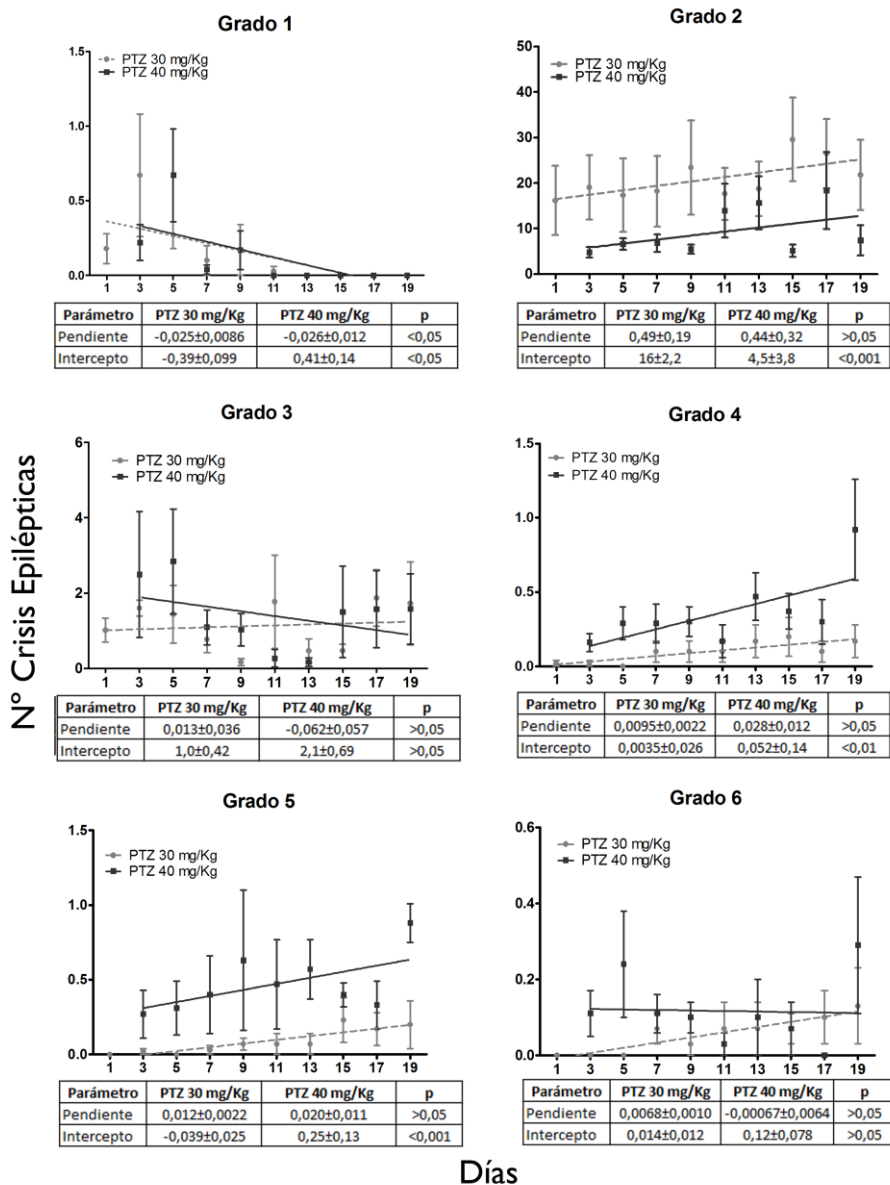 Grado 1
1.5
1.0
0.5
0.0
PTZ 30 mg/Kg
PTZ 40 mg/Kg
1 3 5 7 9 11 13 15 17 19
Parámetro PTZ 30 mg/Kg PTZ 40 mg/Kg p
Pendiente -0,025±0,0086 -0,026±0,012 <0,05
Intercepto -0,39±0,099 0,41±0,14 <0,05
Grado 2
50
40
30
20
10
0
PTZ 30 mg/Kg
PTZ 40 mg/Kg
1 3 5 7 9 11 13 15 17 19
Parámetro PTZ 30 mg/Kg PTZ 40 mg/Kg p
Pendiente 0,49±0,19 0,44±0,32 >0,05
Intercepto 16±2,2 4,5±3,8 <0,001
N° Crisis Epilépticas
Grado 3
6
4
2
0
PTZ 30 mg/Kg
PTZ 40 mg/Kg
1 3 5 7 9 11 13 15 17 19
Parámetro PTZ 30 mg/Kg PTZ 40 mg/Kg p
Pendiente 0,013±0,036 -0,062±0,057 >0,05
Intercepto 1,0±0,42 2,1±0,69 >0,05
Grado 4
1.5
1.0
0.5
0.0
PTZ 30 mg/Kg
PTZ 40 mg/Kg
1 3 5 7 9 11 13 15 17 19
Parámetro PTZ 30 mg/Kg PTZ 40 mg/Kg p
Pendiente 0,0095±0,0022 0,028±0,012 >0,05
Intercepto 0,0035±0,026 0,052±0,14 <0,01
Grado 5
1.5
1.0
0.5
0.0
PTZ 30 mg/Kg
PTZ 40 mg/Kg
1 3 5 7 9 11 13 15 17 19
Parámetro PTZ 30 mg/Kg PTZ 40 mg/Kg p
Pendiente 0,012±0,0022 0,020±0,011 >0,05
Intercepto -0,039±0,025 0,25±0,13 <0,001
Grado 6
0.6
0.4
0.2
0.0
PTZ 30 mg/Kg
PTZ 40 mg/Kg
1 3 5 7 9 11 13 15 17 19
Parámetro PTZ 30 mg/Kg PTZ 40 mg/Kg p
Pendiente 0,0068±0,0010 -0,00067±0,0064 >0,05
Intercepto 0,014±0,012 0,12±0,078 >0,05
Días